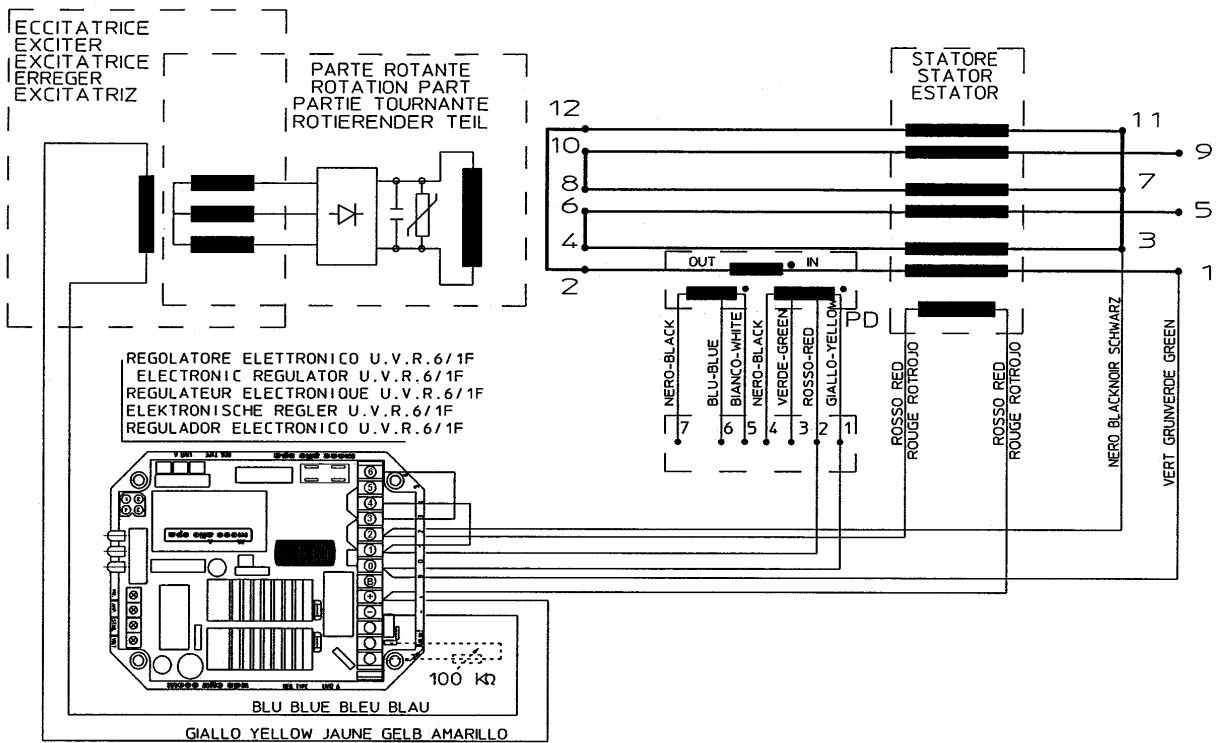 ECCITATRICE
EXCITER
EXCITATRICE
ERREGER
EXCITATRIZ
PARTE ROTANTE
ROTATION PART
PARTIE TOURNANTE
ROTIERENDER TEIL
STATORE
STATOR
ESTATOR
12
10
8
6
4
2
11
9
7
5
3
1
OUT
IN
PD
NERO-BLACK
BLU-BLUE
BIANCO-WHITE
NERO-BLACK
VERDE-GREEN
ROSSO-RED
GIALLO-YELLOW
7 6 5 4 3 2 1
ROSSO RED
ROUGE ROTROJO
ROSSO RED
ROUGE ROTROJO
NERO BLACKNOIR SCHWARZ
VERT GRUNVERDE GREEN
REGOLATORE ELETTRONICO U.V.R.6/1F
ELECTRONIC REGULATOR U.V.R.6/1F
REGULATEUR ELECTRONIQUE U.V.R.6/1F
ELEKTRONISCHE REGLER U.V.R.6/1F
REGULADOR ELECTRONICO U.V.R.6/1F
6
5
4
3
2
1
0
B
+
-
100 KΩ
BLU BLUE BLEU BLAU
GIALLO YELLOW JAUNE GELB AMARILLO